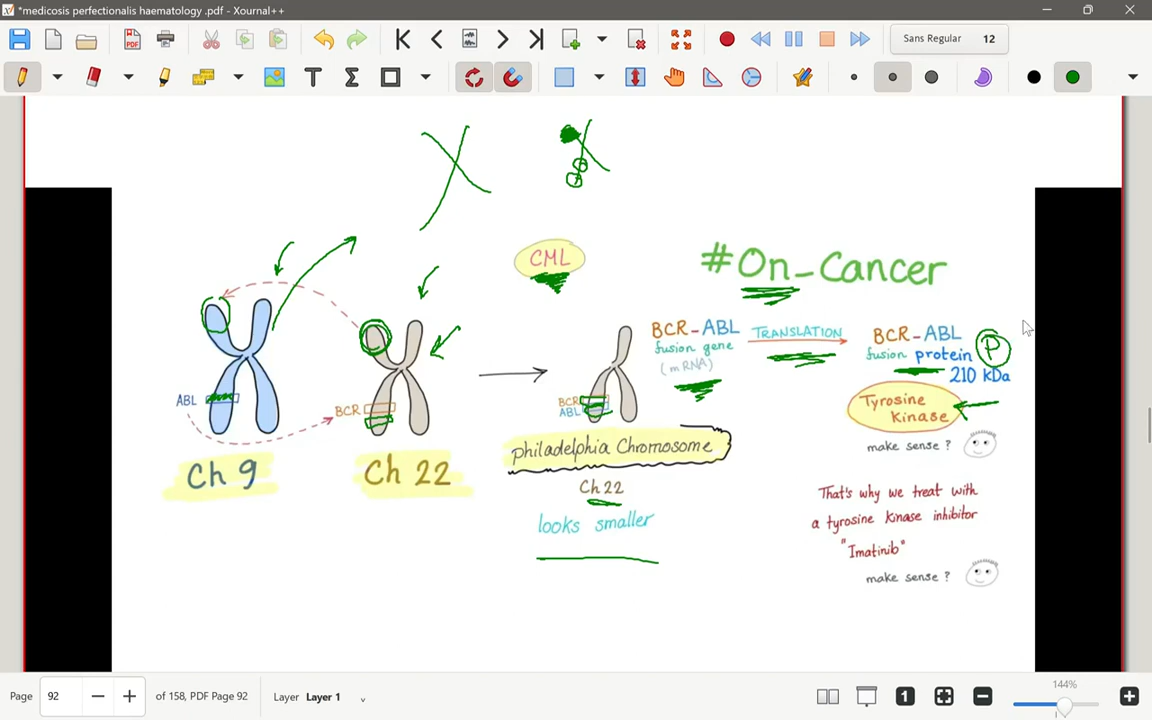 *medicosis perfectionalis haematology .pdf - Xournal++
Sans Regular 12
CML
#On_Cancer
BCR_ABL
fusion gene
(mRNA)
TRANSLATION
BCR-ABL
fusion protein P
210 kDa
ABL
BCR
BCR
ABL
Tyrosine
Kinase
make sense ?
Ch 9
Ch 22
philadelphia Chromosome
Ch 22
looks smaller
That's why we treat with
a tyrosine kinase inhibitor
"Imatinib"
make sense ?
Page 92 of 158, PDF Page 92 Layer Layer 1 144%